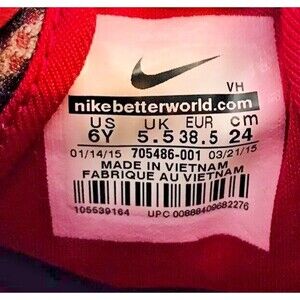 VH
nikebetterworld.com
US UK EUR cm
6Y 5.5 38.5 24
01/14/15 705486-001 03/21/15
MADE IN VIETNAM
FABRIQUE AU VIETNAM
105539164 UPC 00888409682276